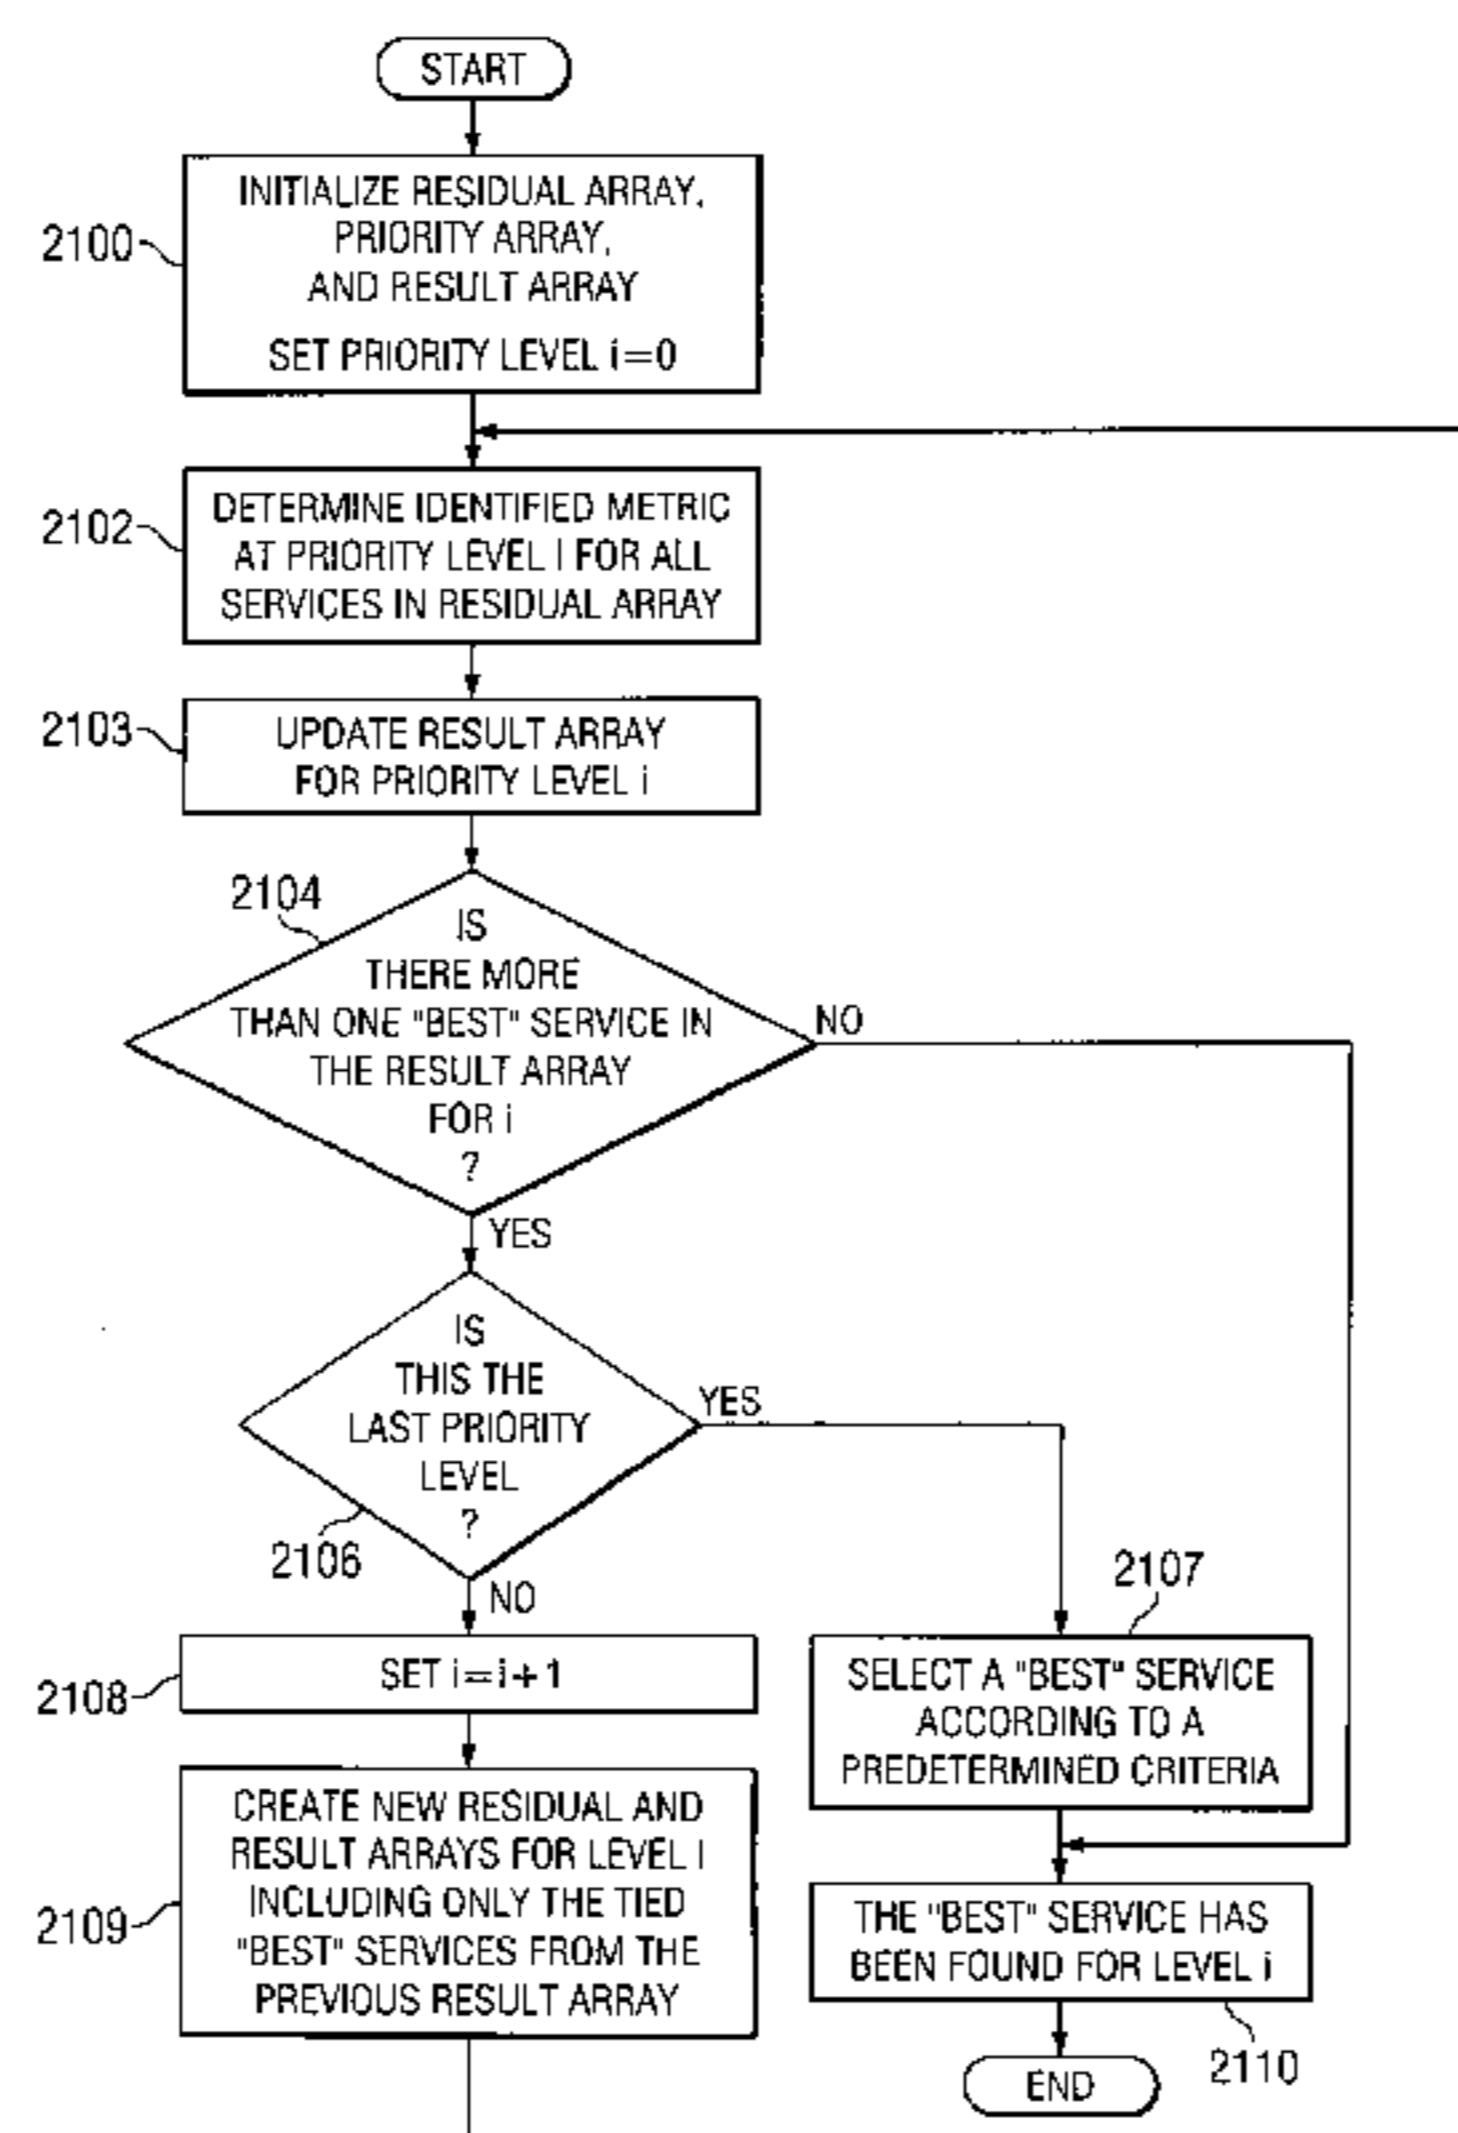 START
INITIALIZE RESIDUAL ARRAY,
PRIORITY ARRAY,
AND RESULT ARRAY
SET PRIORITY LEVEL i=0
2100
DETERMINE IDENTIFIED METRIC
AT PRIORITY LEVEL I FOR ALL
SERVICES IN RESIDUAL ARRAY
2102
UPDATE RESULT ARRAY
FOR PRIORITY LEVEL i
2103
2104
IS
THERE MORE
THAN ONE "BEST" SERVICE IN
THE RESULT ARRAY
FOR i
?
NO
YES
IS
THIS THE
LAST PRIORITY
LEVEL
?
YES
2106
NO
2107
SET i=i+1
2108
SELECT A "BEST" SERVICE
ACCORDING TO A
PREDETERMINED CRITERIA
CREATE NEW RESIDUAL AND
RESULT ARRAYS FOR LEVEL I
INCLUDING ONLY THE TIED
"BEST" SERVICES FROM THE
PREVIOUS RESULT ARRAY
2109
THE "BEST" SERVICE HAS
BEEN FOUND FOR LEVEL i
2110
END